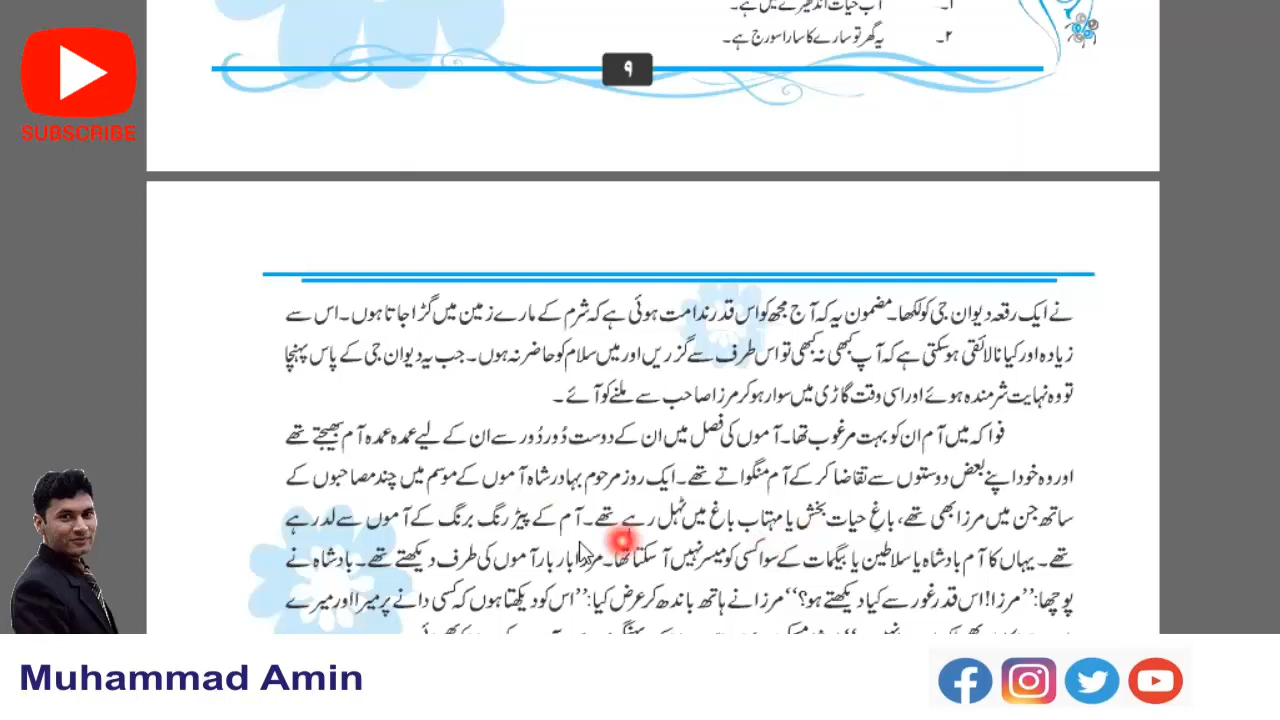 ۱۔ آب حیات اندھیرے میں ہے۔
۲۔ یہ گھر تو سارے کا سارا سورج ہے۔
۹
SUBSCRIBE
نے ایک رقعہ دیوان جی کو لکھا۔ مضمون یہ کہ آج مجھ کو اس قدر ندامت ہوئی ہے کہ شرم کے مارے زمین میں گڑا جاتا ہوں۔ اس سے
زیادہ اور کیا نالائقی ہو سکتی ہے کہ آپ کبھی نہ کبھی تو اس طرف سے گزریں اور میں سلام کو حاضر نہ ہوں۔ جب یہ دیوان جی کے پاس پہنچا
تو وہ نہایت شرمندہ ہوئے اور اسی وقت گاڑی میں سوار ہو کر مرزا صاحب سے ملنے کو آئے۔
فواکہ میں آم ان کو بہت مرغوب تھا۔ آموں کی فصل میں ان کے دوست دُور دُور سے ان کے لیے عمدہ عمدہ آم بھیجتے تھے
اور وہ خود اپنے بعض دوستوں سے تقاضا کر کے آم منگواتے تھے۔ ایک روز مرحوم بہادر شاہ آموں کے موسم میں چند مصاحبوں کے
ساتھ جن میں مرزا بھی تھے، باغِ حیات بخش یا مہتاب باغ میں ٹہل رہے تھے۔ آم کے پیڑ رنگ برنگ کے آموں سے لد رہے
تھے۔ یہاں کا آم بادشاہ یا سلاطین یا بیگمات کے سوا کسی کو میسر نہیں آ سکتا تھا۔ مرزا بار بار آموں کی طرف دیکھتے تھے۔ بادشاہ نے
پوچھا: ’’مرزا! اس قدر غور سے کیا دیکھتے ہو؟‘‘ مرزا نے ہاتھ باندھ کر عرض کیا: ’’اس کو دیکھتا ہوں کہ کسی دانے پر میرا اور میرے
Muhammad Amin